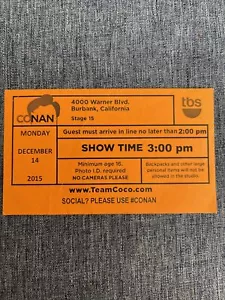 CONAN
4000 Warner Blvd.
Burbank, California
Stage 15
tbs
MONDAY
DECEMBER
14
2015
Guest must arrive in line no later than 2:00 pm
SHOW TIME 3:00 pm
Minimum age 16.
Photo I.D. required
NO CAMERAS PLEASE
Backpacks and other large
personal items will not be
allowed in the studio.
www.TeamCoco.com
SOCIAL? PLEASE USE #CONAN